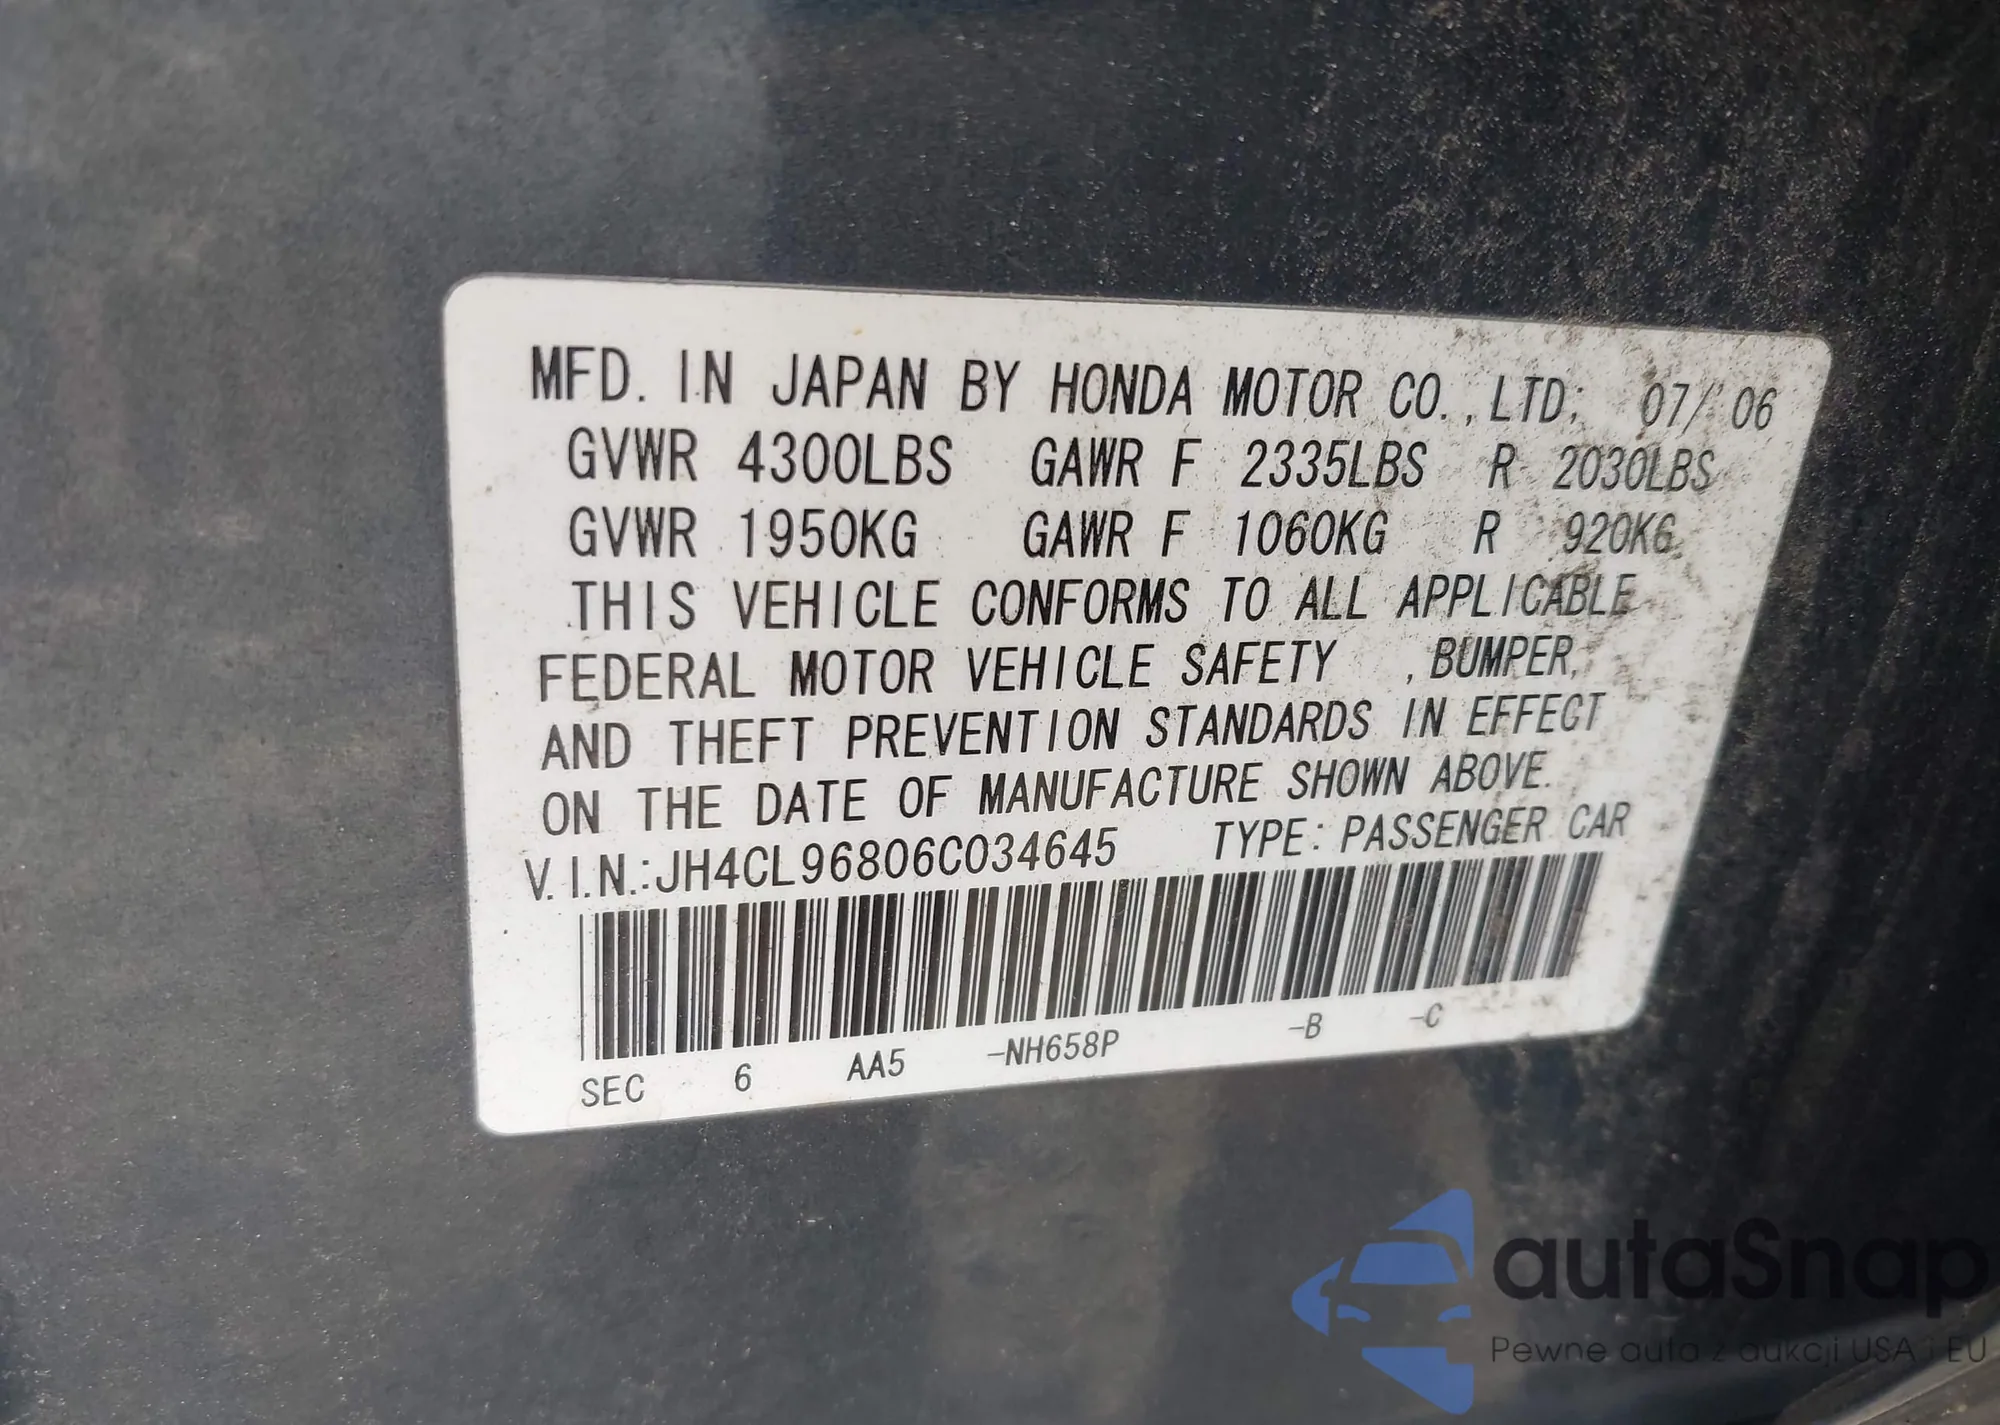 MFD. IN JAPAN BY HONDA MOTOR CO., LTD; 07/ 06
GVWR 4300LBS GAWR F 2335LBS R 2030LBS
GVWR 1950KG GAWR F 1060KG R 920KG
THIS VEHICLE CONFORMS TO ALL APPLICABLE
FEDERAL MOTOR VEHICLE SAFETY , BUMPER,
AND THEFT PREVENTION STANDARDS IN EFFECT
ON THE DATE OF MANUFACTURE SHOWN ABOVE.
V.I.N.:JH4CL96806C034645 TYPE: PASSENGER CAR
SEC 6 AA5 -NH658P -B -C
autaSnap
Pewne auta z aukcji USA i EU